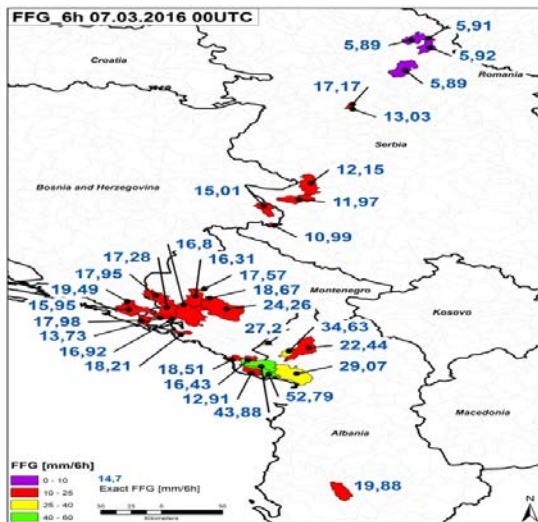 FFG_6h 07.03.2016 00UTC
5,91
5,89
5,92
Croatia
5,89
Romania
17,17
13,03
Serbia
12,15
Bosnia and Herzegovina
15,01
11,97
10,99
16,8
17,28
16,31
17,95
17,57
19,49
18,67
Montenegro
15,95
24,26
Kosovo
17,98
27,2
34,63
13,73
22,44
16,92
18,21
18,51
29,07
16,43
12,91
52,79
43,88
Macedonia
Albania
FFG [mm/6h]
0 - 10
14,7
10 - 25
Exact FFG [mm/6h]
19,88
25 - 40
40 - 60
Kilometers
N